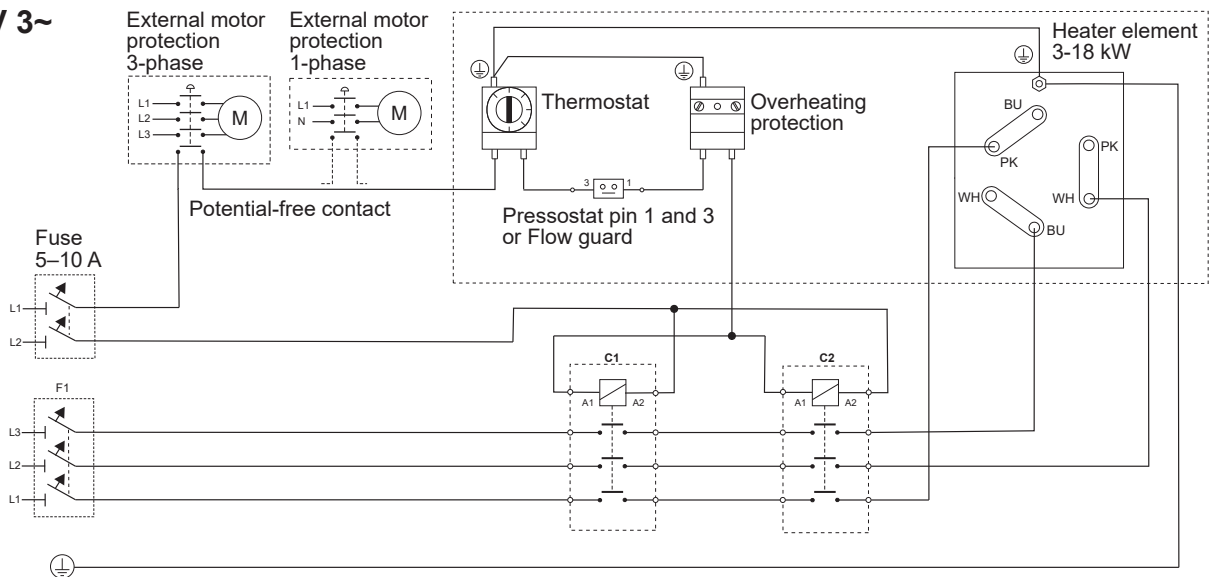 V 3~
External motor
protection
3-phase
External motor
protection
1-phase
L1
L2
L3
M
L1
N
M
Thermostat
Overheating
protection
Heater element
3-18 kW
BU
PK
PK
WH
WH
BU
3
1
Potential-free contact
Pressostat pin 1 and 3
or Flow guard
Fuse
5–10 A
L1
L2
C1
A1
A2
C2
A1
A2
F1
L3
L2
L1